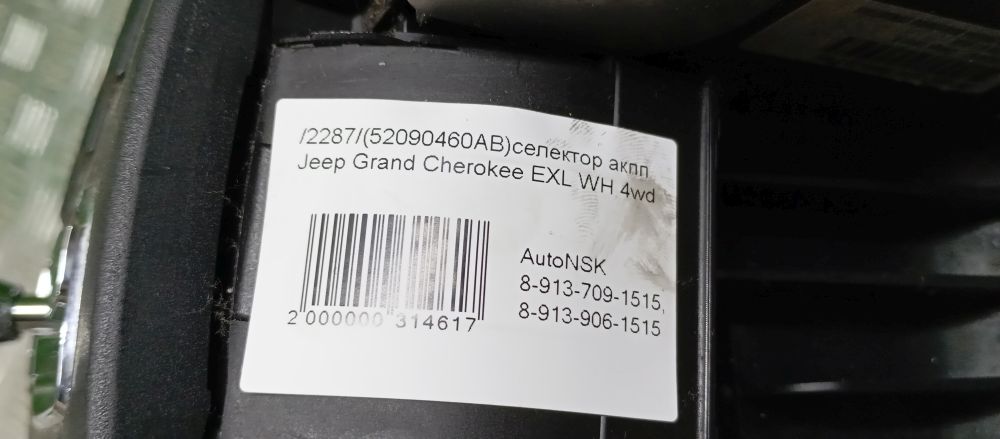 /2287/(52090460AB)селектор акпп
Jeep Grand Cherokee EXL WH 4wd
AutoNSK
8-913-709-1515,
8-913-906-1515
2 000000 314617